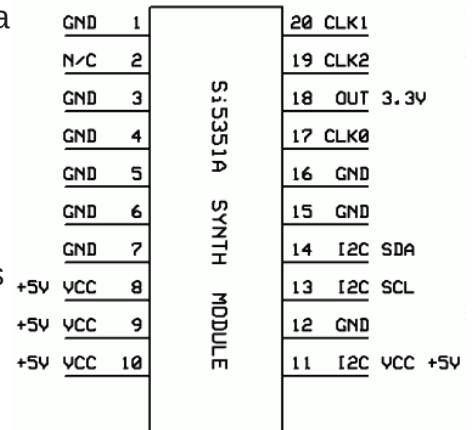 a
GND 1 20 CLK1
N/C 2 19 CLK2
GND 3 18 OUT 3.3V
GND 4 17 CLK0
GND 5 16 GND
GND 6 15 GND
GND 7 14 I2C SDA
s
+5V VCC 8 13 I2C SCL
+5V VCC 9 12 GND
+5V VCC 10 11 I2C VCC +5V
Si5351A SYNTH MODULE